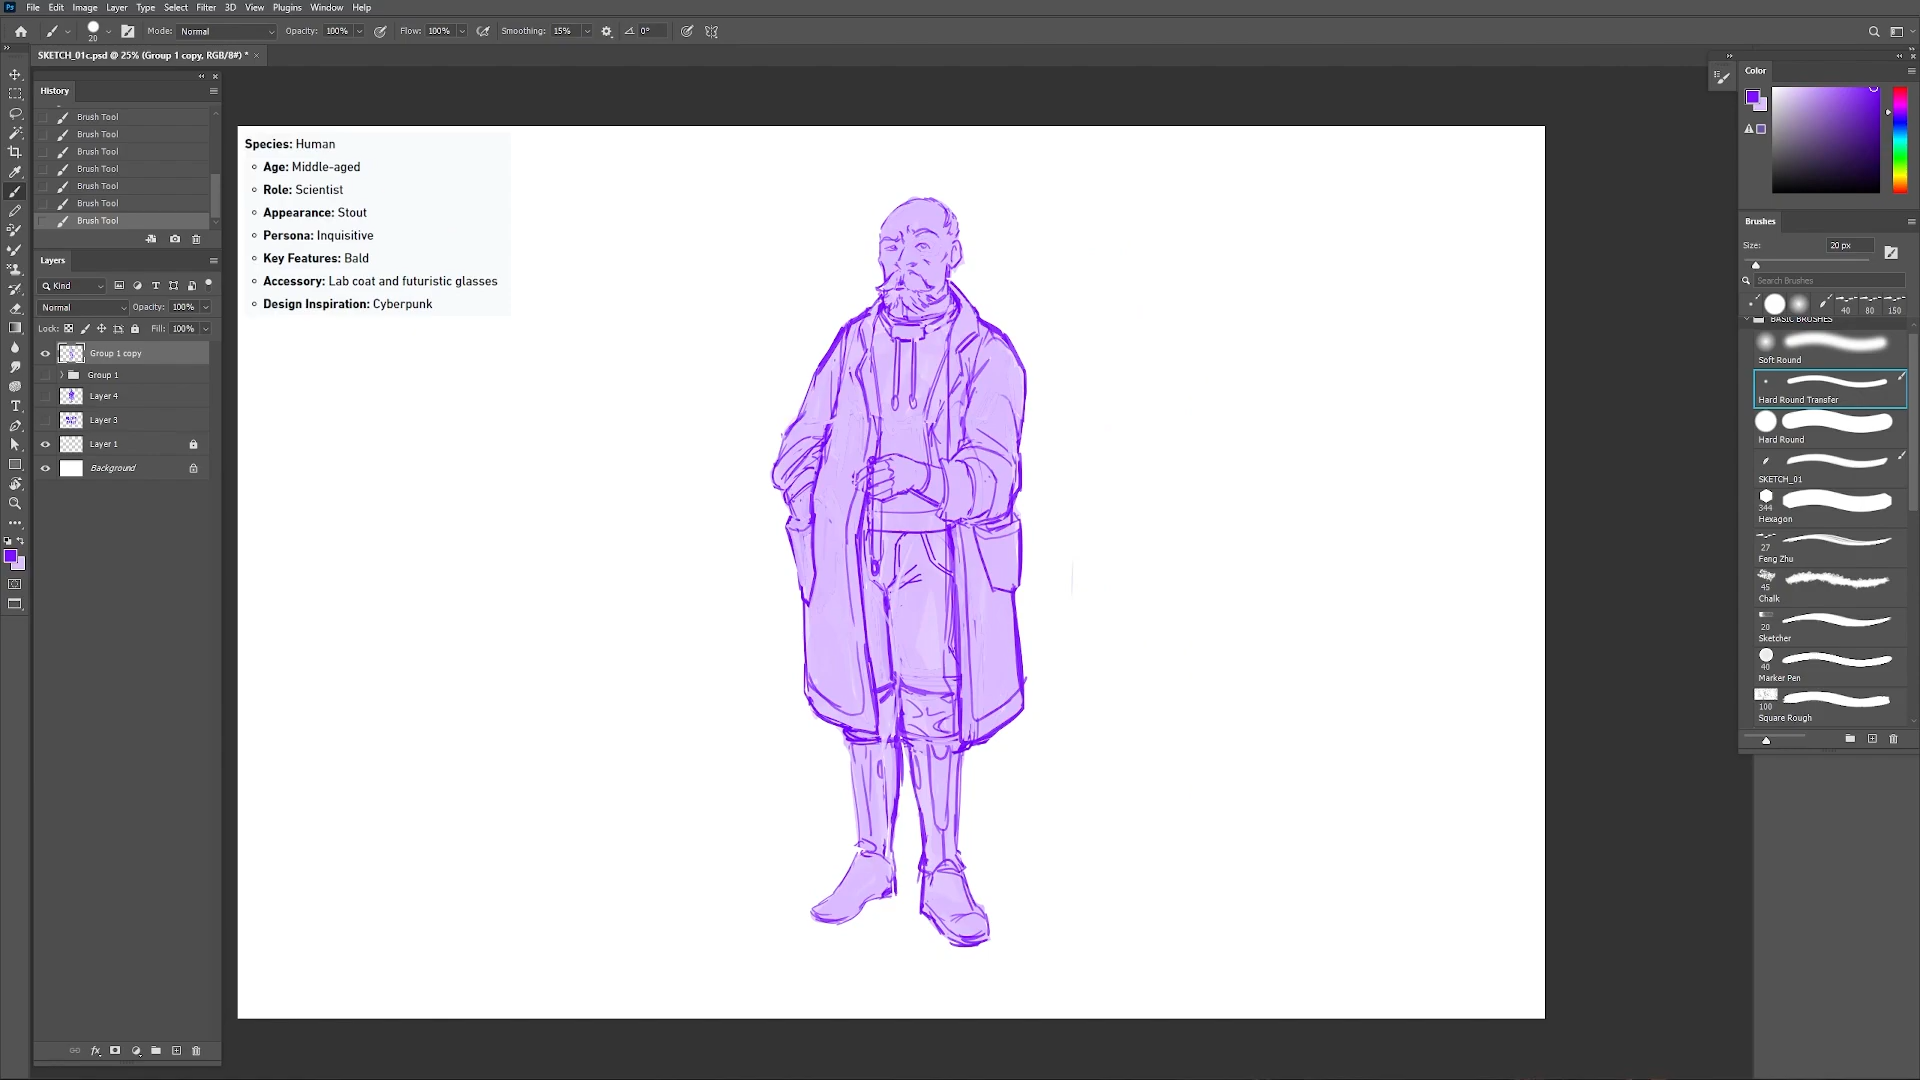 Ps File Edit Image Layer Type Select Filter 3D View Plugins Window Help
20 Mode: Normal Opacity: 100% Flow: 100% Smoothing: 15% 0°
SKETCH_01c.psd @ 25% (Group 1 copy, RGB/8#) *
History
Brush Tool
Brush Tool
Brush Tool
Brush Tool
Brush Tool
Brush Tool
Brush Tool
Layers
Kind
Normal Opacity: 100%
Lock: Fill: 100%
Group 1 copy
Group 1
Layer 4
Layer 3
Layer 1
Background
fx
Species: Human
Age: Middle-aged
Role: Scientist
Appearance: Stout
Persona: Inquisitive
Key Features: Bald
Accessory: Lab coat and futuristic glasses
Design Inspiration: Cyberpunk
Color
Brushes
Size: 20 px
Search Brushes
40 80 150
BASIC BRUSHES
Soft Round
Hard Round Transfer
Hard Round
SKETCH_01
344
Hexagon
27
Feng Zhu
45
Chalk
20
Sketcher
40
Marker Pen
100
Square Rough